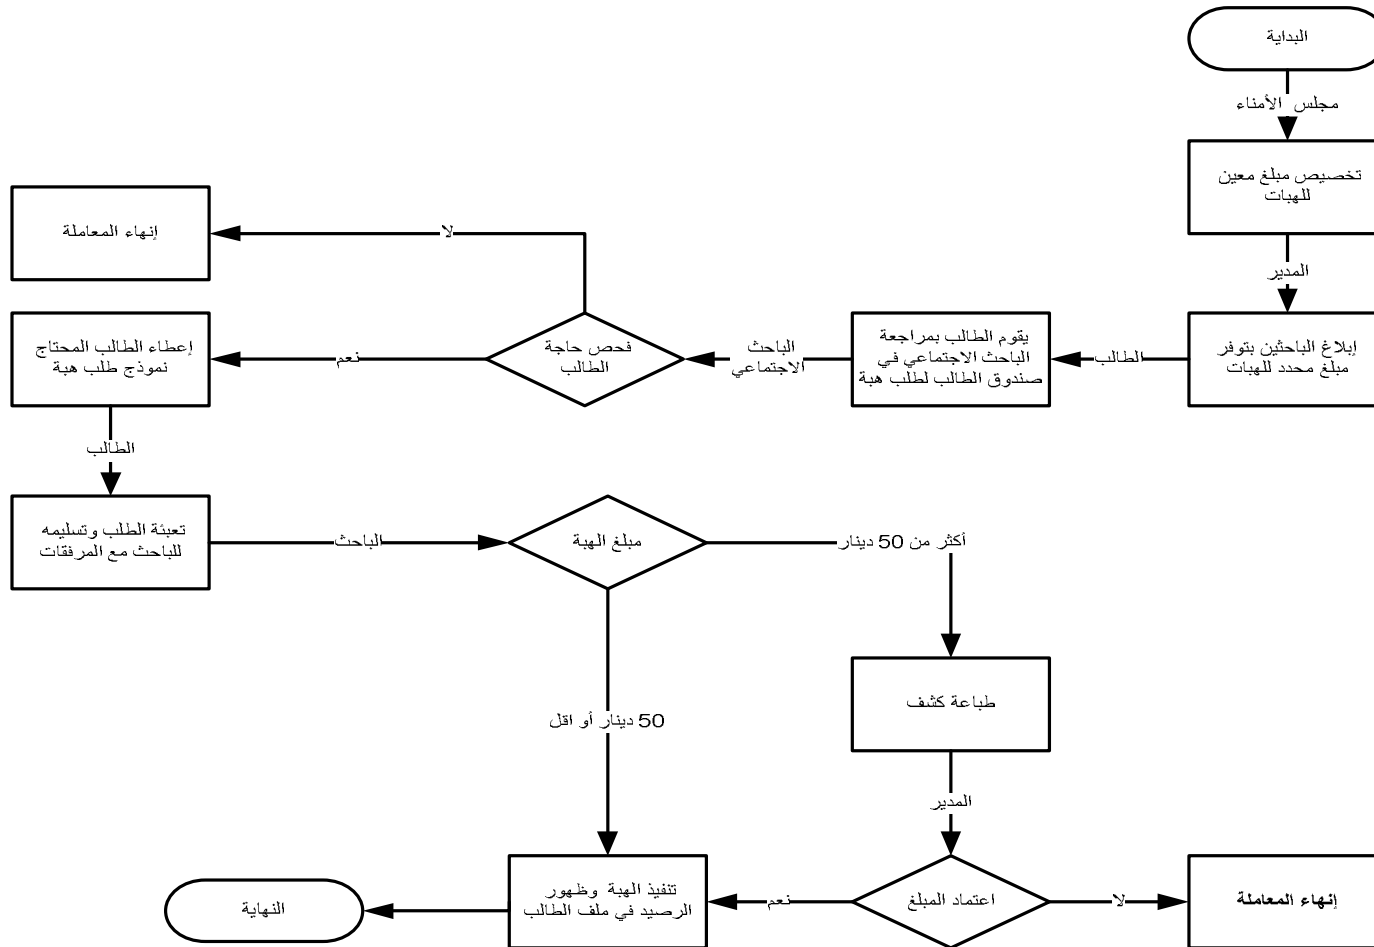 البداية
مجلس الأمناء
تخصيص مبلغ معين
للهبات
المدير
إبلاغ الباحثين بتوفر
مبلغ محدد للهبات
الطالب
يقوم الطالب بمراجعة
الباحث الاجتماعي في
صندوق الطالب لطلب هبة
الباحث
الاجتماعي
فحص حاجة
الطالب
لا
إنهاء المعاملة
نعم
إعطاء الطالب المحتاج
نموذج طلب هبة
الطالب
تعبئة الطلب وتسليمه
للباحث مع المرفقات
الباحث
مبلغ الهبة
أكثر من 50 دينار
طباعة كشف
50 دينار أو اقل
المدير
اعتماد المبلغ
لا
إنهاء المعاملة
نعم
تنفيذ الهبة وظهور
الرصيد في ملف الطالب
النهاية